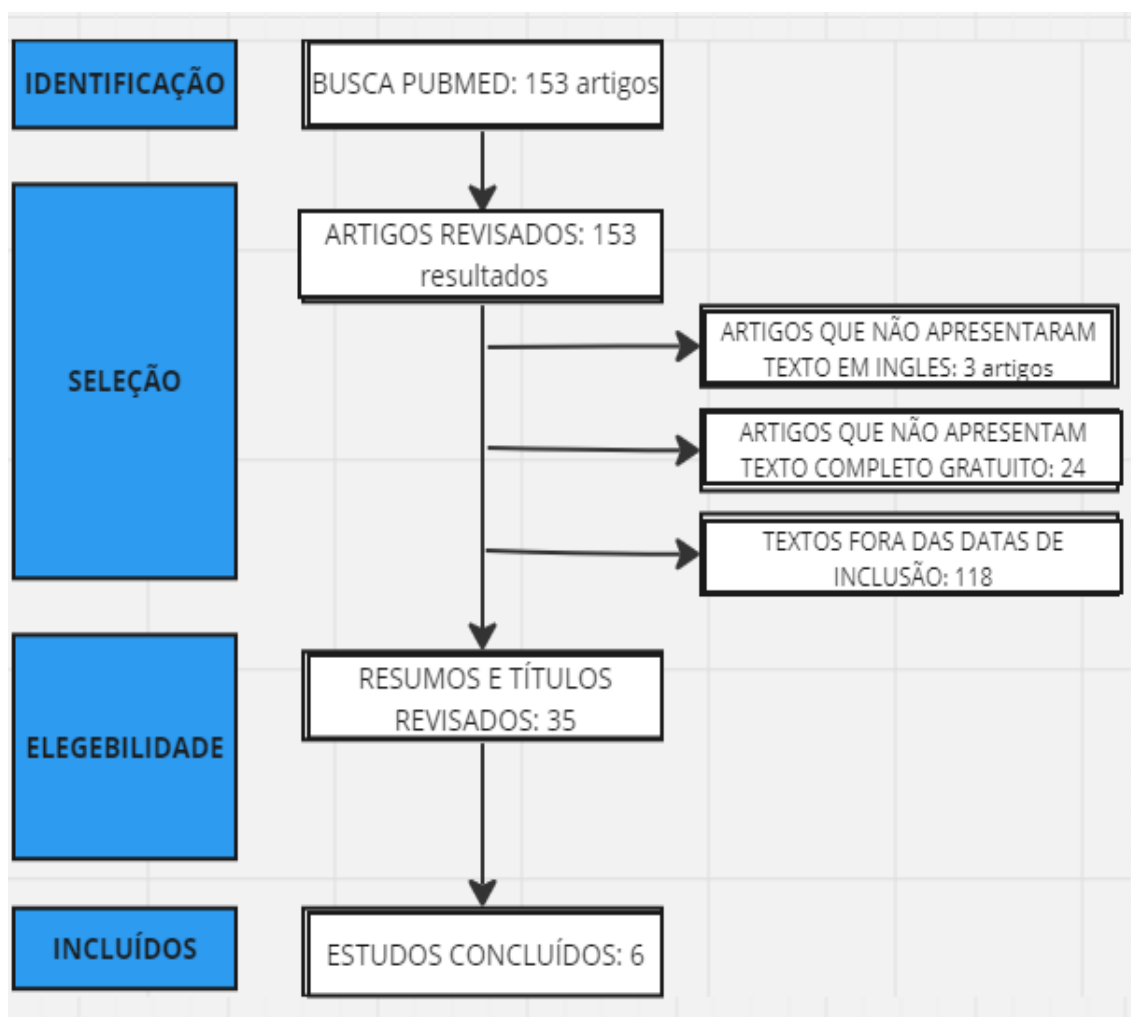 IDENTIFICAÇÃO
BUSCA PUBMED: 153 artigos
SELEÇÃO
ARTIGOS REVISADOS: 153
resultados
ARTIGOS QUE NÃO APRESENTARAM
TEXTO EM INGLES: 3 artigos
ARTIGOS QUE NÃO APRESENTAM
TEXTO COMPLETO GRATUITO: 24
TEXTOS FORA DAS DATAS DE
INCLUSÃO: 118
ELEGEBILIDADE
RESUMOS E TÍTULOS
REVISADOS: 35
INCLUÍDOS
ESTUDOS CONCLUÍDOS: 6